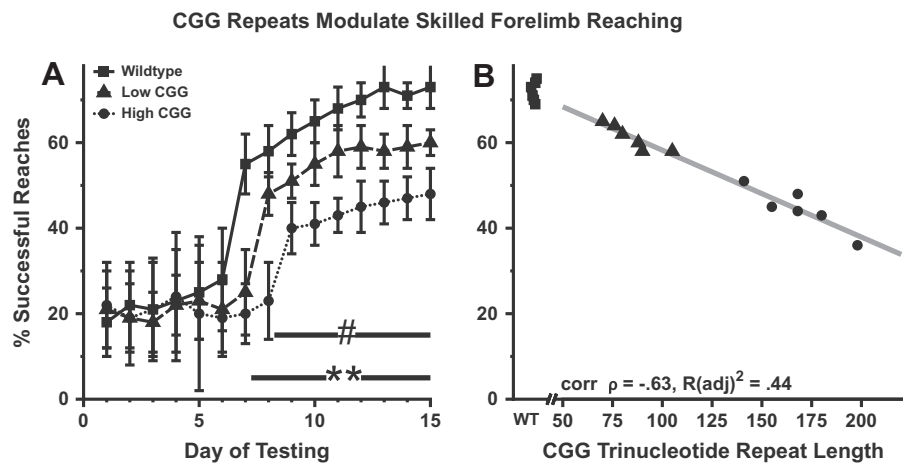 CGG Repeats Modulate Skilled Forelimb Reaching
A
Wildtype
Low CGG
High CGG
% Successful Reaches
60
40
20
0
#
**
0 5 10 15
Day of Testing
B
60
40
20
0
corr ρ = -.63, R(adj)² = .44
WT 50 75 100 125 150 175 200
CGG Trinucleotide Repeat Length